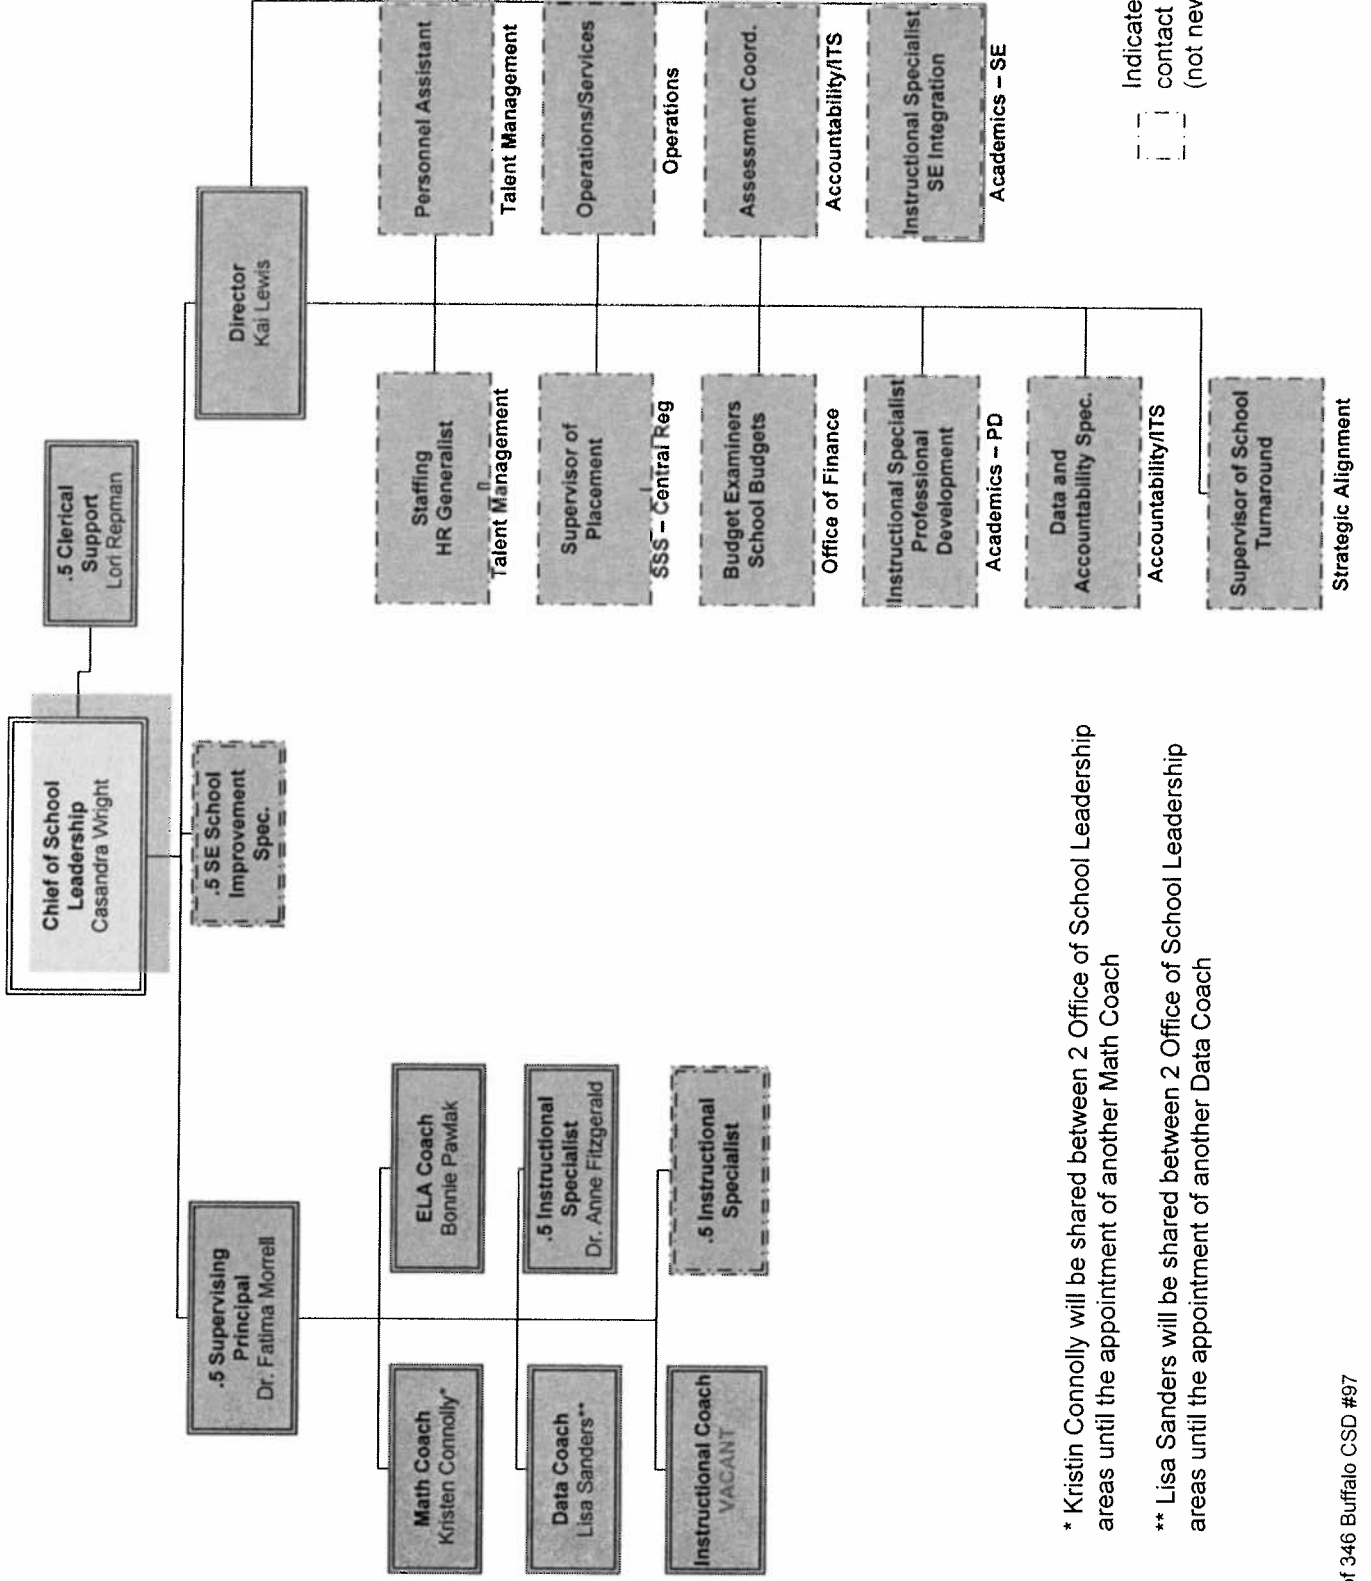 Chief of School
Leadership
Casandra Wright
.5 Clerical
Support
Lori Repman
.5 Supervising
Principal
Dr. Fatima Morrell
.5 SE School
Improvement
Spec.
Director
Kai Lewis
Math Coach
Kristen Connolly*
ELA Coach
Bonnie Pawlak
Data Coach
Lisa Sanders**
.5 Instructional
Specialist
Dr. Anne Fitzgerald
Instructional Coach
VACANT
.5 Instructional
Specialist
Staffing
HR Generalist
Talent Management
Personnel Assistant
Talent Management
Supervisor of
Placement
SSS – Central Reg
Operations/Services
Operations
Budget Examiners
School Budgets
Office of Finance
Assessment Coord.
Accountability/ITS
Instructional Specialist
Professional
Development
Academics – PD
Instructional Specialist
SE Integration
Academics – SE
Data and
Accountability Spec.
Accountability/ITS
Supervisor of School
Turnaround
Strategic Alignment
* Kristin Connolly will be shared between 2 Office of School Leadership
areas until the appointment of another Math Coach
** Lisa Sanders will be shared between 2 Office of School Leadership
areas until the appointment of another Data Coach
Indicate
contact
(not nev
of 346 Buffalo CSD #97